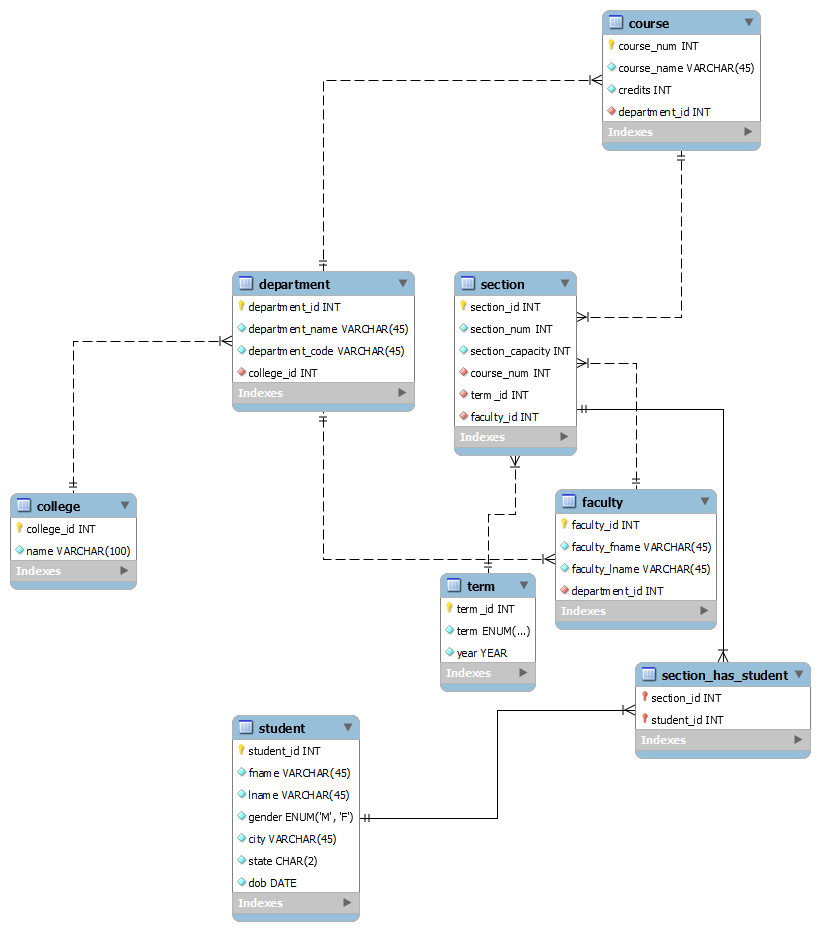 course
course_num INT
course_name VARCHAR(45)
credits INT
department_id INT
Indexes
department
department_id INT
department_name VARCHAR(45)
department_code VARCHAR(45)
college_id INT
Indexes
section
section_id INT
section_num INT
section_capacity INT
course_num INT
term_id INT
faculty_id INT
Indexes
college
college_id INT
name VARCHAR(100)
Indexes
faculty
faculty_id INT
faculty_fname VARCHAR(45)
faculty_lname VARCHAR(45)
department_id INT
Indexes
term
term_id INT
term ENUM(...)
year YEAR
Indexes
section_has_student
section_id INT
student_id INT
Indexes
student
student_id INT
fname VARCHAR(45)
lname VARCHAR(45)
gender ENUM('M', 'F')
city VARCHAR(45)
state CHAR(2)
dob DATE
Indexes